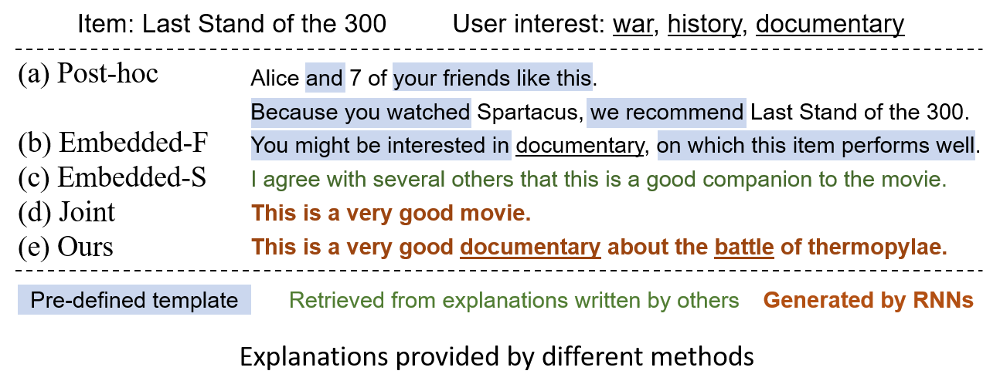 Item: Last Stand of the 300 User interest: war, history, documentary
(a) Post-hoc Alice and 7 of your friends like this.
Because you watched Spartacus, we recommend Last Stand of the 300.
(b) Embedded-F You might be interested in documentary, on which this item performs well.
(c) Embedded-S I agree with several others that this is a good companion to the movie.
(d) Joint This is a very good movie.
(e) Ours This is a very good documentary about the battle of thermopylae.
Pre-defined template Retrieved from explanations written by others Generated by RNNs
Explanations provided by different methods